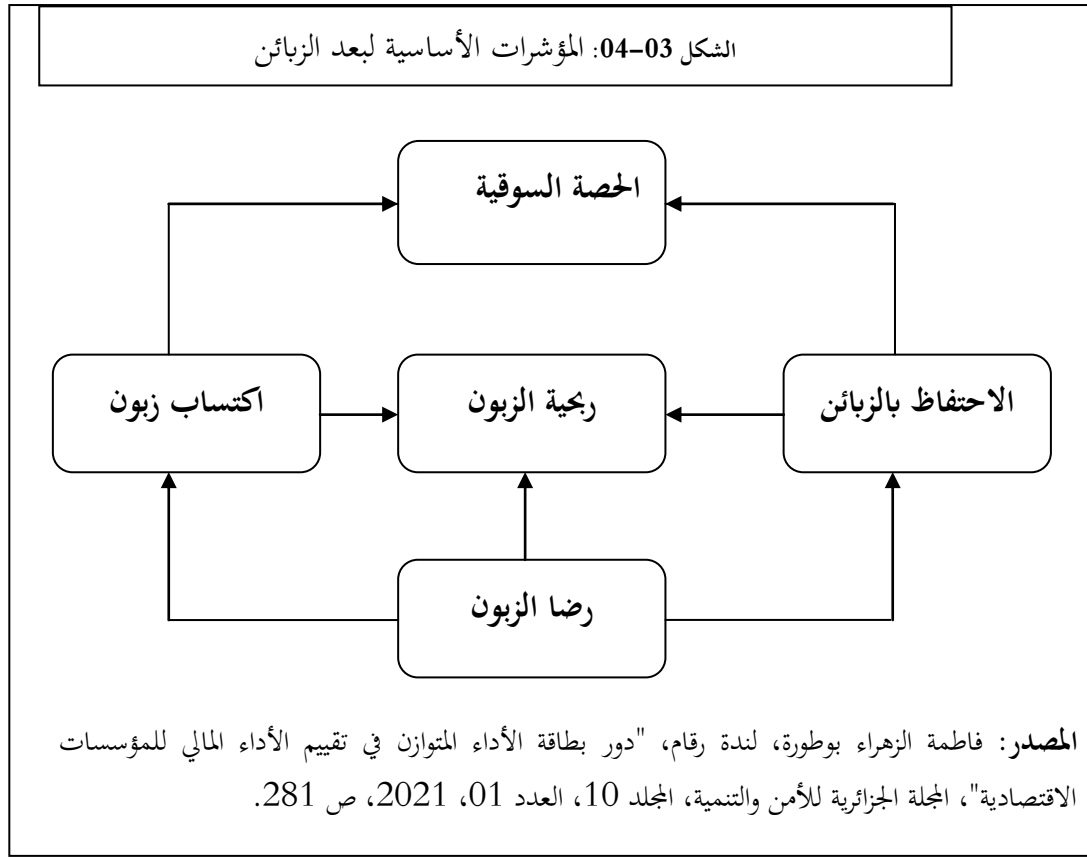 الشكل 03-04: المؤشرات الأساسية لبعد الزبائن
الحصة السوقية
الاحتفاظ بالزبائن
ربحية الزبون
اكتساب زبون
رضا الزبون
المصدر: فاطمة الزهراء بوطورة، لندة رقام، "دور بطاقة الأداء المتوازن في تقييم الأداء المالي للمؤسسات
الاقتصادية"، المجلة الجزائرية للأمن والتنمية، المجلد 10، العدد 01، 2021، ص 281.